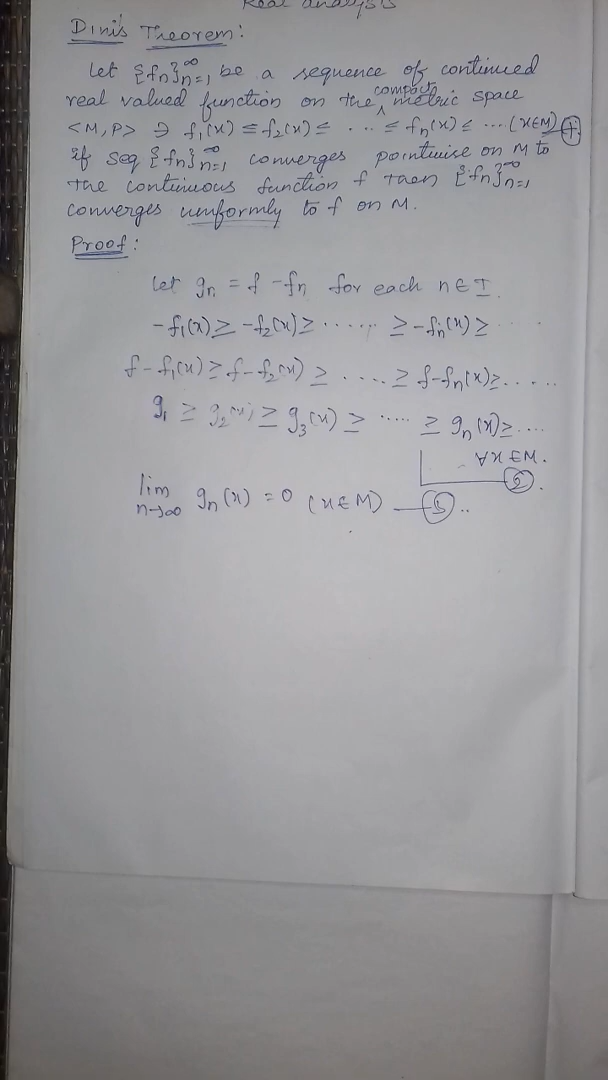 Real analysis
Dini's Theorem:
Let {fn}∞n=1 be a sequence of continued
real valued function on the ^compact metric space
<M, ρ> ∋ f1(x) ≤ f2(x) ≤ ... ≤ fn(x) ≤ ... (x∈M)
if seq {fn}∞n=1 converges pointwise on M to
the continuous function f then {fn}∞n=1
converges uniformly to f on M.
Proof:
Let gn = f - fn for each n ∈ I.
-f1(x) ≥ -f2(x) ≥ ...... ≥ -fn(x) ≥
f - f1(x) ≥ f - f2(x) ≥ .... ≥ f - fn(x) ≥ .....
g1 ≥ g2(x) ≥ g3(x) ≥ ..... ≥ gn(x) ≥ ....
∀x ∈ M.
lim n→∞ gn(x) = 0 (x ∈ M) — ..